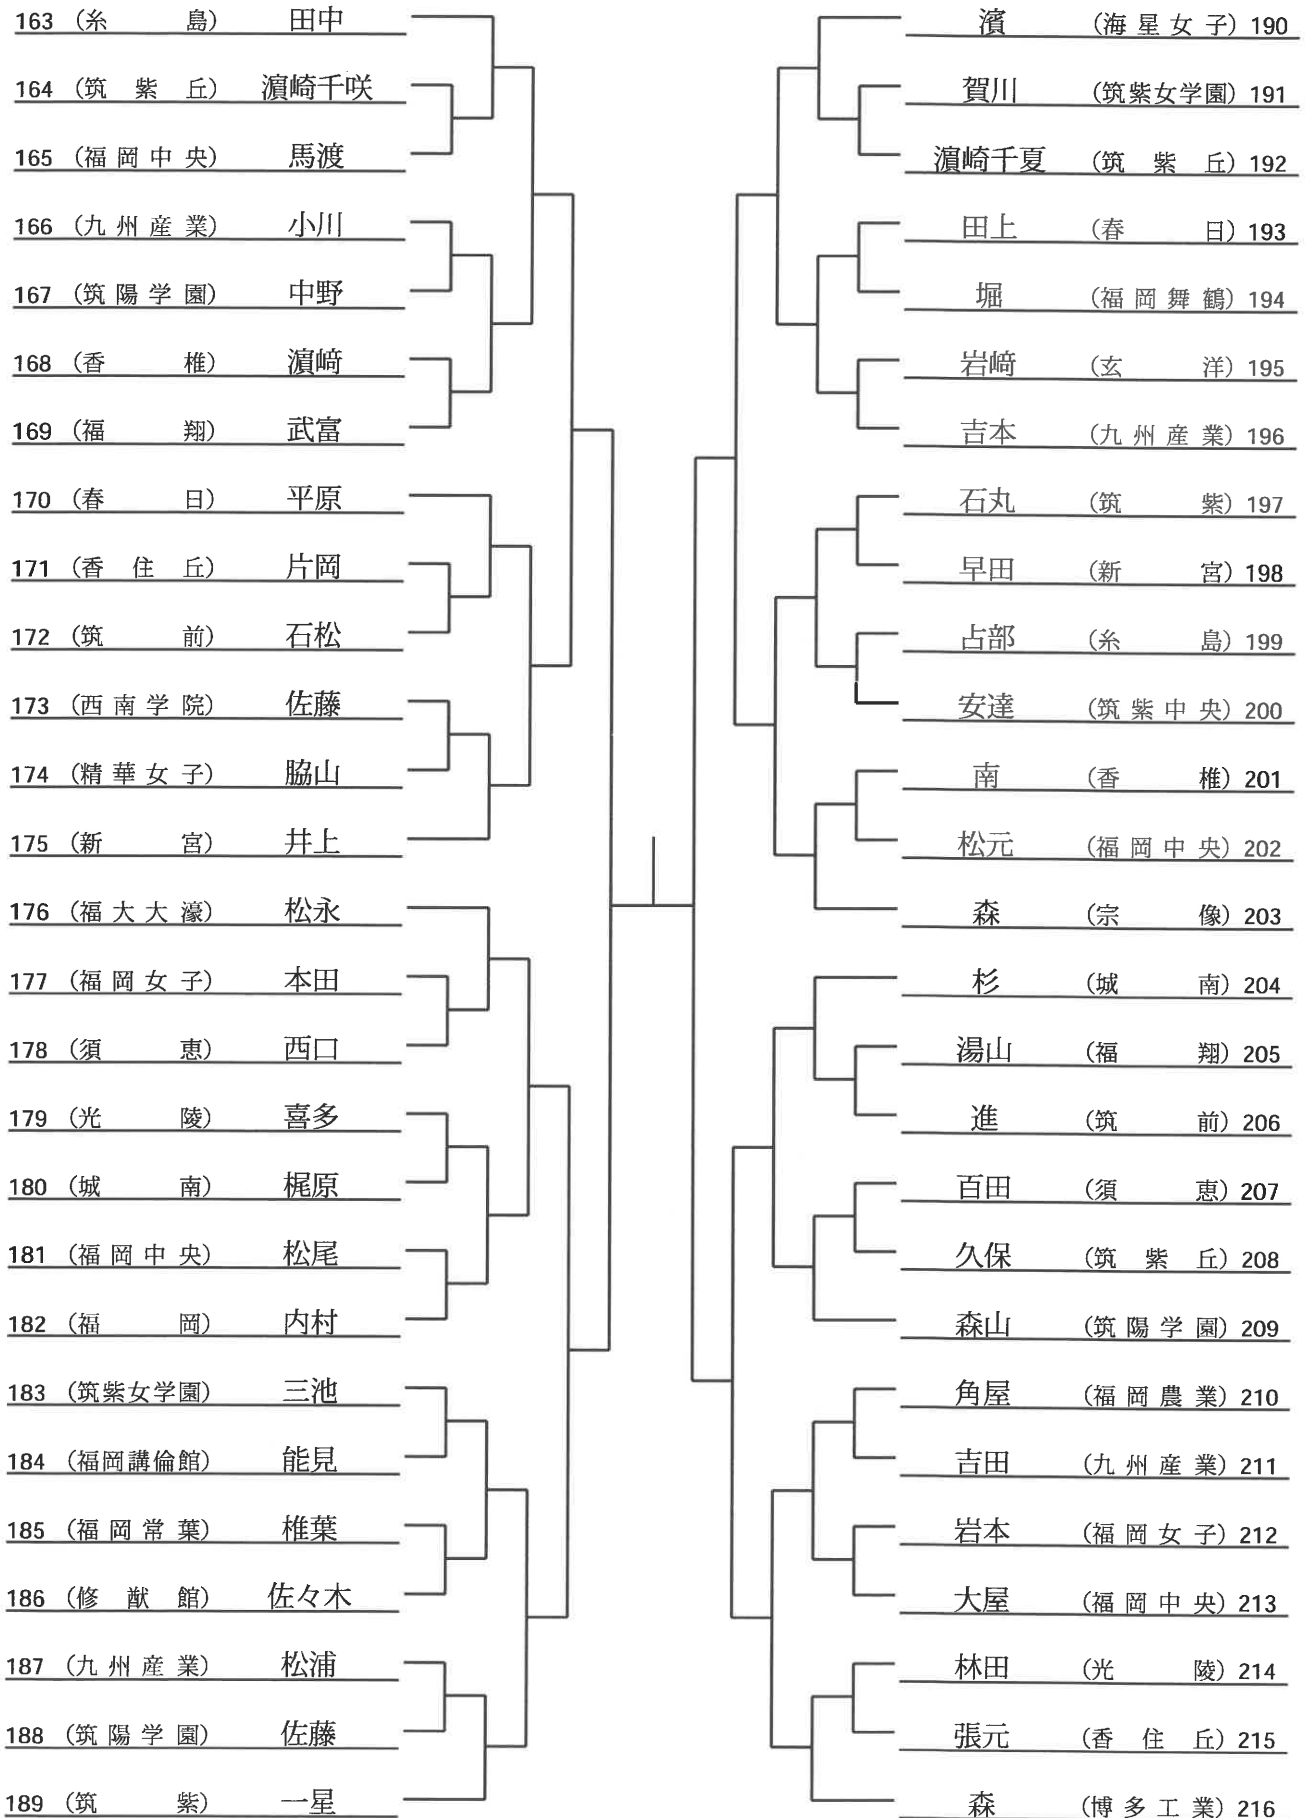 163 （糸島） 田中
164 （筑紫丘） 濵崎千咲
165 （福岡中央） 馬渡
166 （九州産業） 小川
167 （筑陽学園） 中野
168 （香椎） 濵﨑
169 （福翔） 武富
170 （春日） 平原
171 （香住丘） 片岡
172 （筑前） 石松
173 （西南学院） 佐藤
174 （精華女子） 脇山
175 （新宮） 井上
176 （福大大濠） 松永
177 （福岡女子） 本田
178 （須恵） 西口
179 （光陵） 喜多
180 （城南） 梶原
181 （福岡中央） 松尾
182 （福岡） 内村
183 （筑紫女学園） 三池
184 （福岡講倫館） 能見
185 （福岡常葉） 椎葉
186 （修猷館） 佐々木
187 （九州産業） 松浦
188 （筑陽学園） 佐藤
189 （筑紫） 一星
濱 （海星女子） 190
賀川 （筑紫女学園） 191
濵崎千夏 （筑紫丘） 192
田上 （春日） 193
堀 （福岡舞鶴） 194
岩﨑 （玄洋） 195
吉本 （九州産業） 196
石丸 （筑紫） 197
早田 （新宮） 198
占部 （糸島） 199
安達 （筑紫中央） 200
南 （香椎） 201
松元 （福岡中央） 202
森 （宗像） 203
杉 （城南） 204
湯山 （福翔） 205
進 （筑前） 206
百田 （須恵） 207
久保 （筑紫丘） 208
森山 （筑陽学園） 209
角屋 （福岡農業） 210
吉田 （九州産業） 211
岩本 （福岡女子） 212
大屋 （福岡中央） 213
林田 （光陵） 214
張元 （香住丘） 215
森 （博多工業） 216